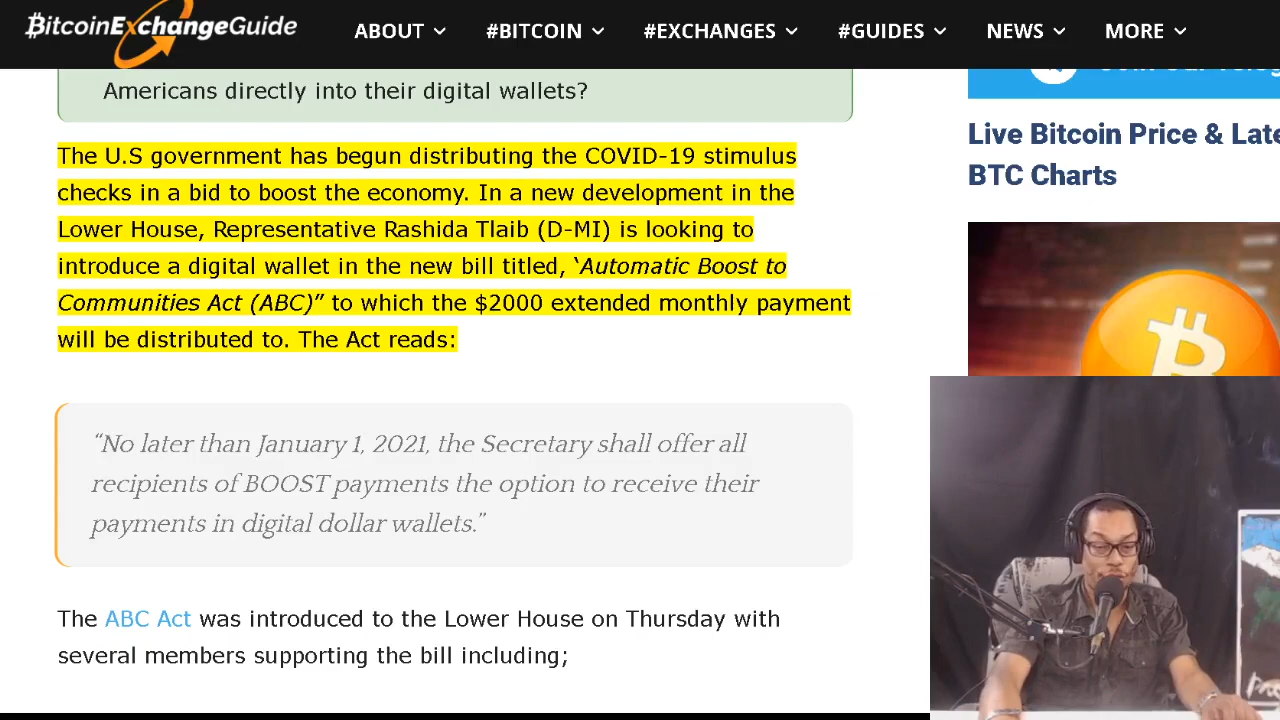 BitcoinExchangeGuide
ABOUT #BITCOIN #EXCHANGES #GUIDES NEWS MORE
Americans directly into their digital wallets?
The U.S government has begun distributing the COVID-19 stimulus
checks in a bid to boost the economy. In a new development in the
Lower House, Representative Rashida Tlaib (D-MI) is looking to
introduce a digital wallet in the new bill titled, ‘Automatic Boost to
Communities Act (ABC)” to which the $2000 extended monthly payment
will be distributed to. The Act reads:
“No later than January 1, 2021, the Secretary shall offer all
recipients of BOOST payments the option to receive their
payments in digital dollar wallets.”
The ABC Act was introduced to the Lower House on Thursday with
several members supporting the bill including;
Live Bitcoin Price &
BTC Charts